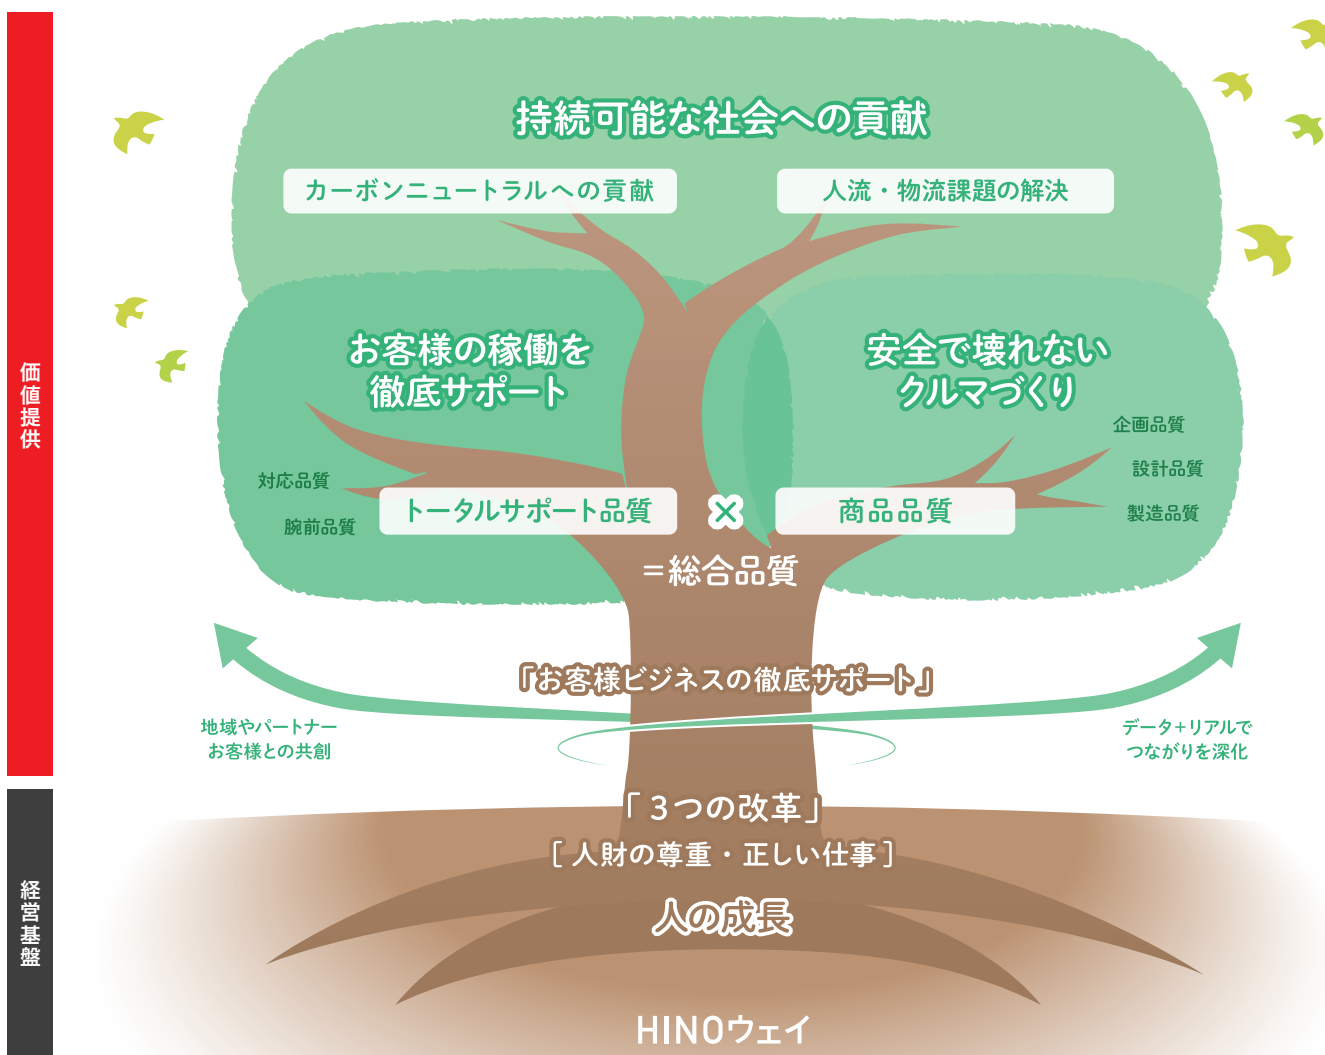 価値提供
持続可能な社会への貢献
カーボンニュートラルへの貢献
人流・物流課題の解決
お客様の稼働を
徹底サポート
安全で壊れない
クルマづくり
企画品質
設計品質
製造品質
対応品質
腕前品質
トータルサポート品質
×
商品品質
=総合品質
「お客様ビジネスの徹底サポート」
地域やパートナー
お客様との共創
データ+リアルで
つながりを深化
経営基盤
「3つの改革」
[人財の尊重・正しい仕事]
人の成長
HINOウェイ